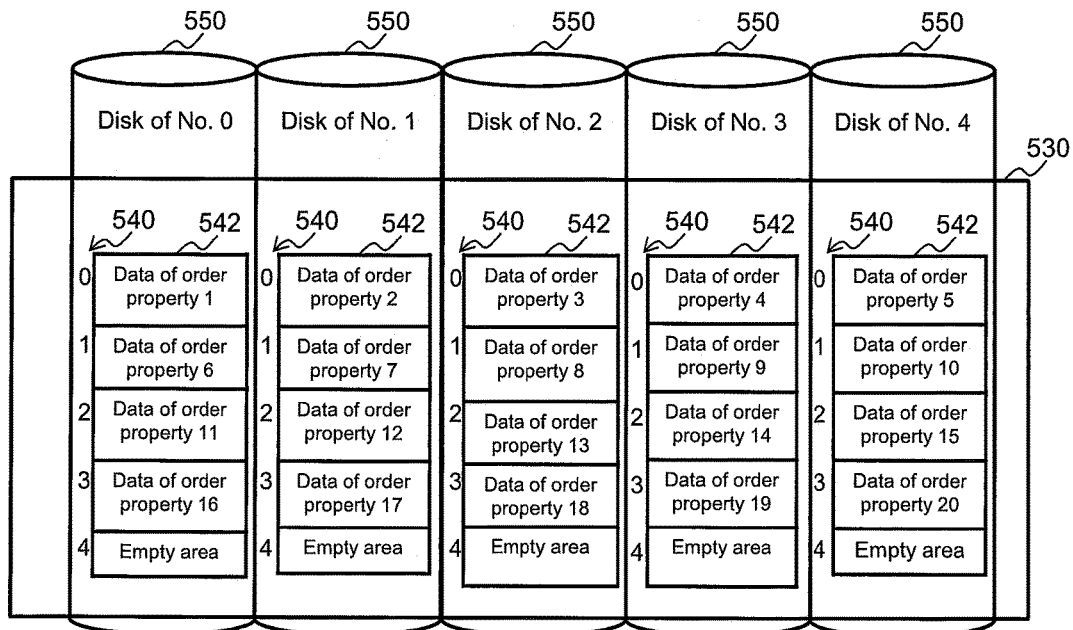 550 550 550 550 550
Disk of No. 0 Disk of No. 1 Disk of No. 2 Disk of No. 3 Disk of No. 4
530
540 542 540 542 540 542 540 542 540 542
0 Data of order property 1 0 Data of order property 2 0 Data of order property 3 0 Data of order property 4 0 Data of order property 5
1 Data of order property 6 1 Data of order property 7 1 Data of order property 8 1 Data of order property 9 1 Data of order property 10
2 Data of order property 11 2 Data of order property 12 2 Data of order property 13 2 Data of order property 14 2 Data of order property 15
3 Data of order property 16 3 Data of order property 17 3 Data of order property 18 3 Data of order property 19 3 Data of order property 20
4 Empty area 4 Empty area 4 Empty area 4 Empty area 4 Empty area